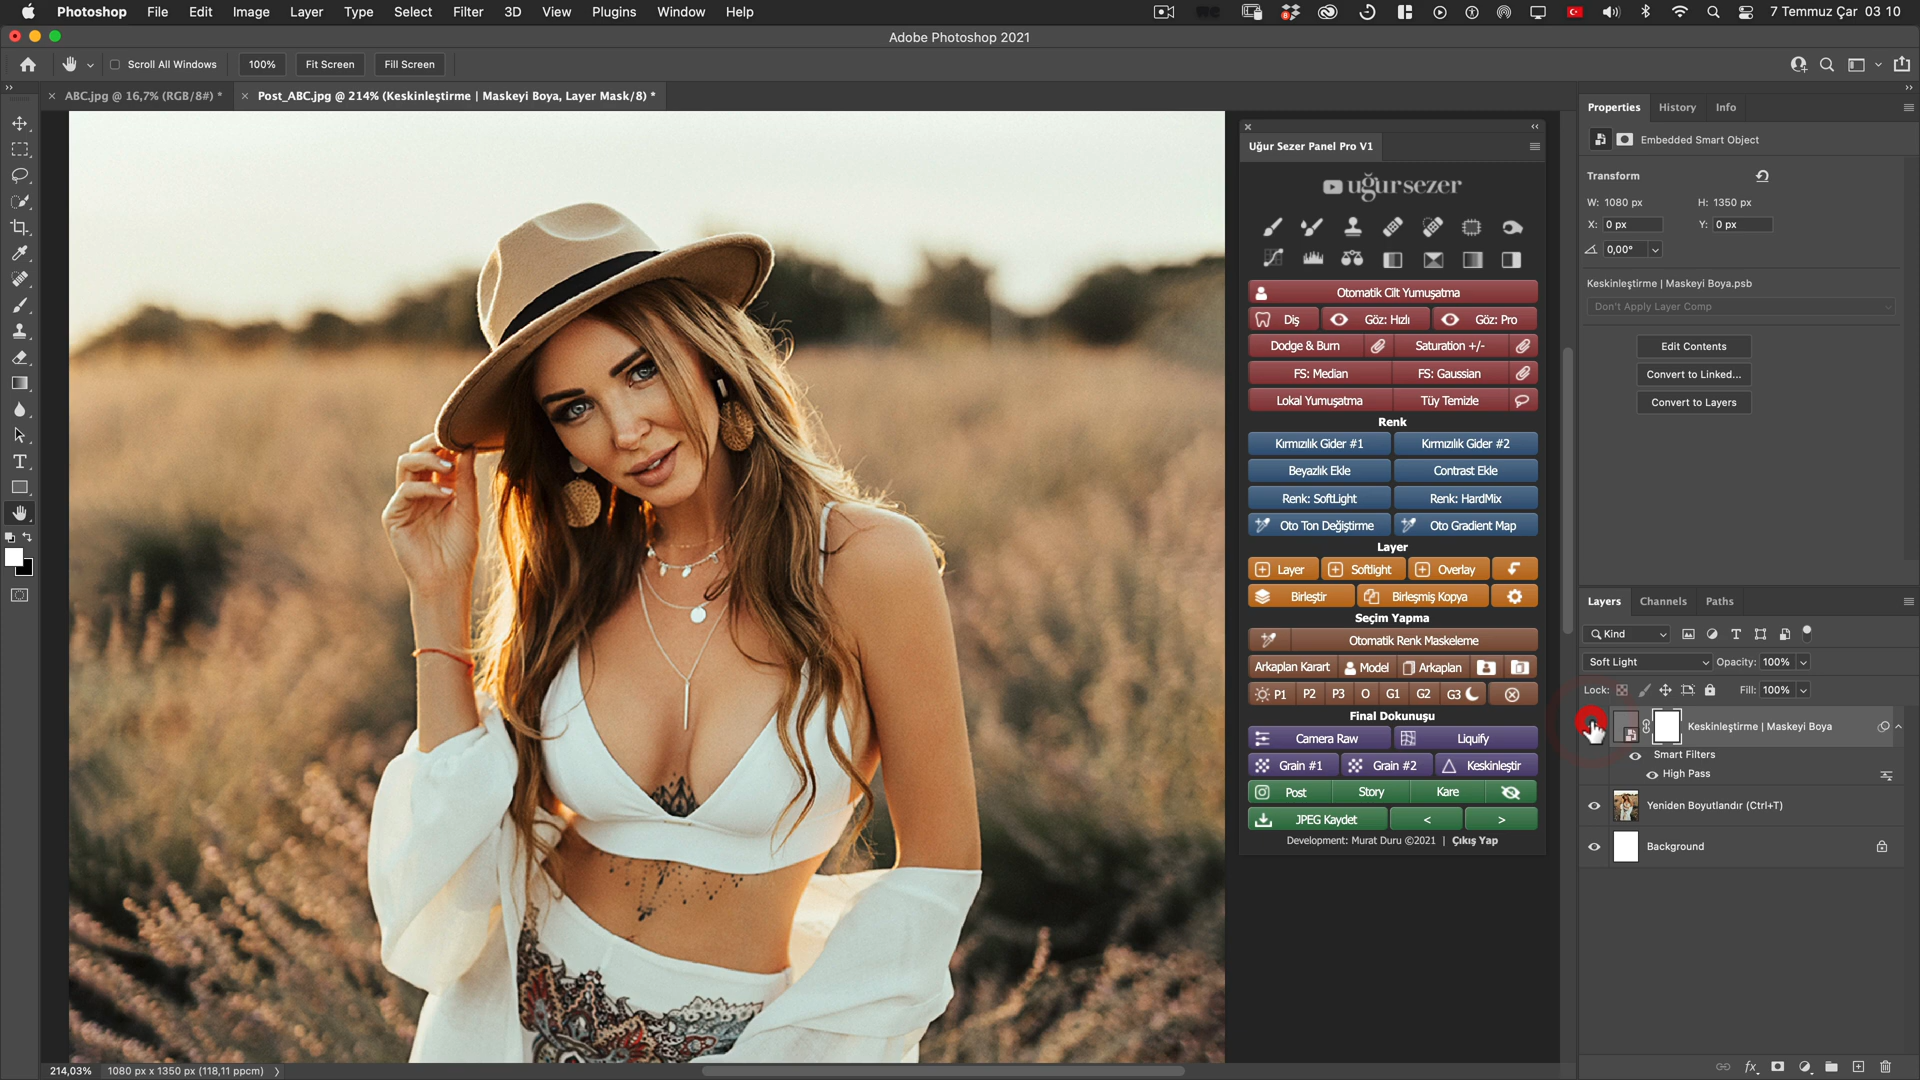 Photoshop File Edit Image Layer Type Select Filter 3D View Plugins Window Help 7 Temmuz Çar 03 10
Adobe Photoshop 2021
Scroll All Windows 100% Fit Screen Fill Screen
ABC.jpg @ 16,7% (RGB/8#) * Post_ABC.jpg @ 214% (Keskinleştirme | Maskeyi Boya, Layer Mask/8) *
Uğur Sezer Panel Pro V1
uğursezer
Otomatik Cilt Yumuşatma
Diş Göz: Hızlı Göz: Pro
Dodge & Burn Saturation +/-
FS: Median FS: Gaussian
Lokal Yumuşatma Tüy Temizle
Renk
Kırmızılık Gider #1 Kırmızılık Gider #2
Beyazlık Ekle Contrast Ekle
Renk: SoftLight Renk: HardMix
Oto Ton Değiştirme Oto Gradient Map
Layer
Layer Softlight Overlay
Birleştir Birleşmiş Kopya
Seçim Yapma
Otomatik Renk Maskeleme
Arkaplan Karart Model Arkaplan
P1 P2 P3 O G1 G2 G3
Final Dokunuşu
Camera Raw Liquify
Grain #1 Grain #2 Keskinleştir
Post Story Kare
JPEG Kaydet < >
Development: Murat Duru ©2021 | Çıkış Yap
Properties History Info
Embedded Smart Object
Transform
W: 1080 px H: 1350 px
X: 0 px Y: 0 px
0,00°
Keskinleştirme | Maskeyi Boya.psb
Don't Apply Layer Comp
Edit Contents
Convert to Linked...
Convert to Layers
Layers Channels Paths
Kind
Soft Light Opacity: 100%
Lock: Fill: 100%
Keskinleştirme | Maskeyi Boya
Smart Filters
High Pass
Yeniden Boyutlandır (Ctrl+T)
Background
214,03% 1080 px x 1350 px (118,11 ppcm)